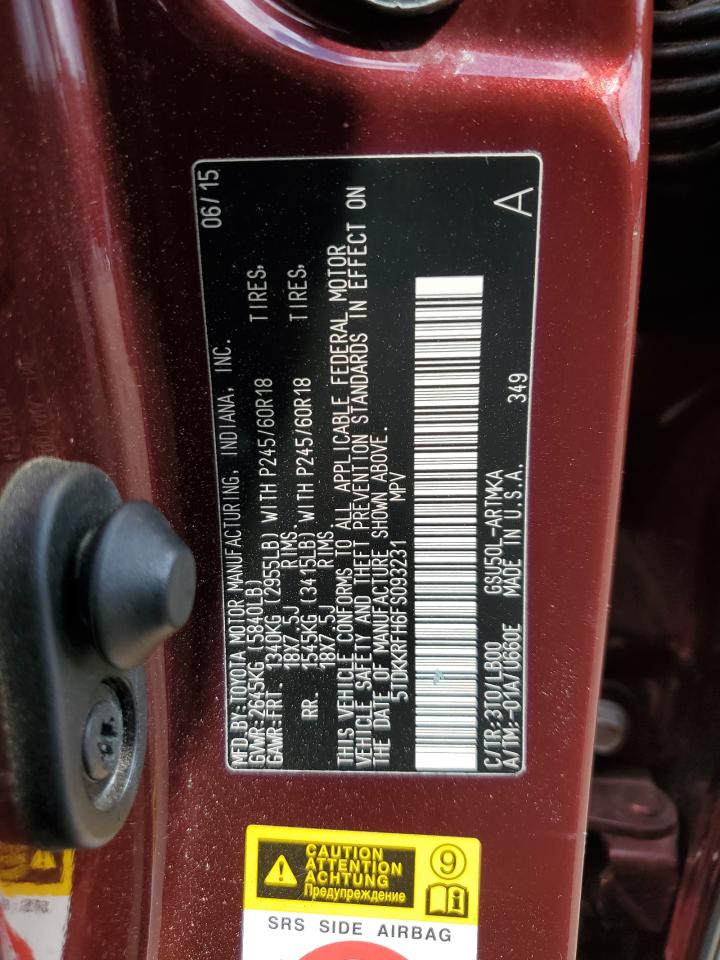 MFD.BY:TOYOTA MOTOR MANUFACTURING, INDIANA, INC. 06/15
GVWR:2645KG (5840LB)
GAWR:FRT. 1340KG (2955LB) WITH P245/60R18 TIRES,
18X7.5J RIMS
RR. 1545KG (3415LB) WITH P245/60R18 TIRES,
18X7.5J RIMS
THIS VEHICLE CONFORMS TO ALL APPLICABLE FEDERAL MOTOR
VEHICLE SAFETY AND THEFT PREVENTION STANDARDS IN EFFECT ON
THE DATE OF MANUFACTURE SHOWN ABOVE.
5TDKKRFH6FS093231 MPV
C/TR:3T0/LB00 GSU50L-ARTMKA 349 A
A/TM:-01A/U660E MADE IN U.S.A.
CAUTION
ATTENTION
ACHTUNG
Предупреждение
9
SRS SIDE AIRBAG